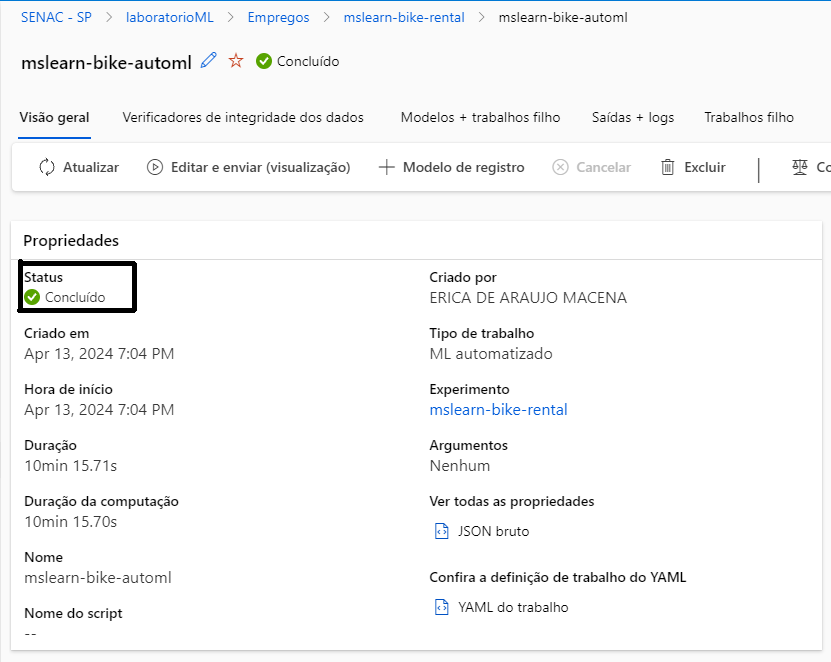 SENAC - SP > laboratorioML > Empregos > mslearn-bike-rental > mslearn-bike-automl
mslearn-bike-automl Concluído
Visão geral Verificadores de integridade dos dados Modelos + trabalhos filho Saídas + logs Trabalhos filho
Atualizar Editar e enviar (visualização) Modelo de registro Cancelar Excluir | Co
Propriedades
Status
Concluído
Criado em
Apr 13, 2024 7:04 PM
Hora de início
Apr 13, 2024 7:04 PM
Duração
10min 15.71s
Duração da computação
10min 15.70s
Nome
mslearn-bike-automl
Nome do script
--
Criado por
ERICA DE ARAUJO MACENA
Tipo de trabalho
ML automatizado
Experimento
mslearn-bike-rental
Argumentos
Nenhum
Ver todas as propriedades
JSON bruto
Confira a definição de trabalho do YAML
YAML do trabalho